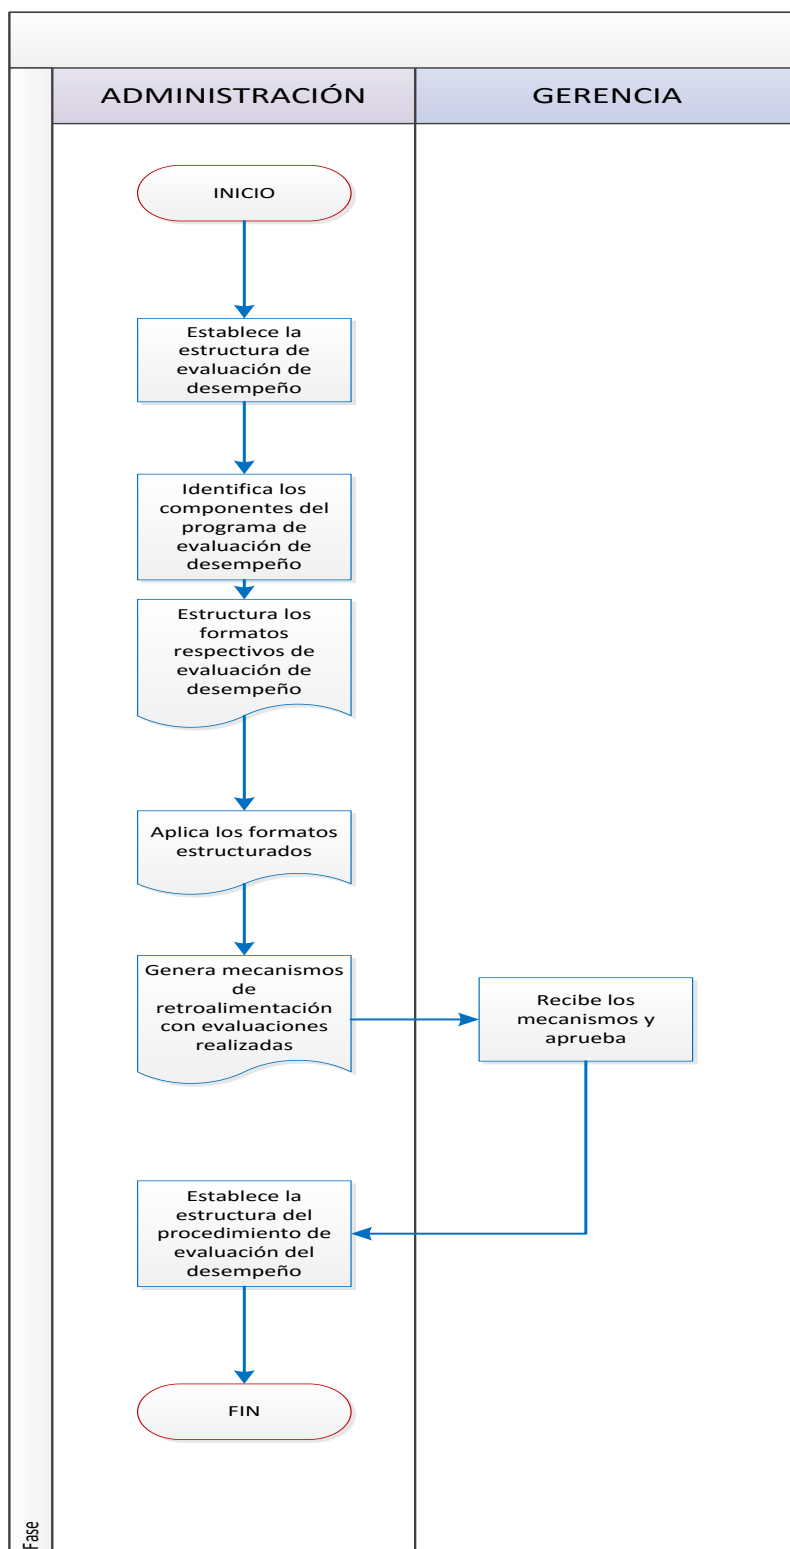 ADMINISTRACIÓN
GERENCIA
INICIO
Establece la
estructura de
evaluación de
desempeño
Identifica los
componentes del
programa de
evaluación de
desempeño
Estructura los
formatos
respectivos de
evaluación de
desempeño
Aplica los formatos
estructurados
Genera mecanismos
de
retroalimentación
con evaluaciones
realizadas
Recibe los
mecanismos y
aprueba
Establece la
estructura del
procedimiento de
evaluación del
desempeño
FIN
Fase